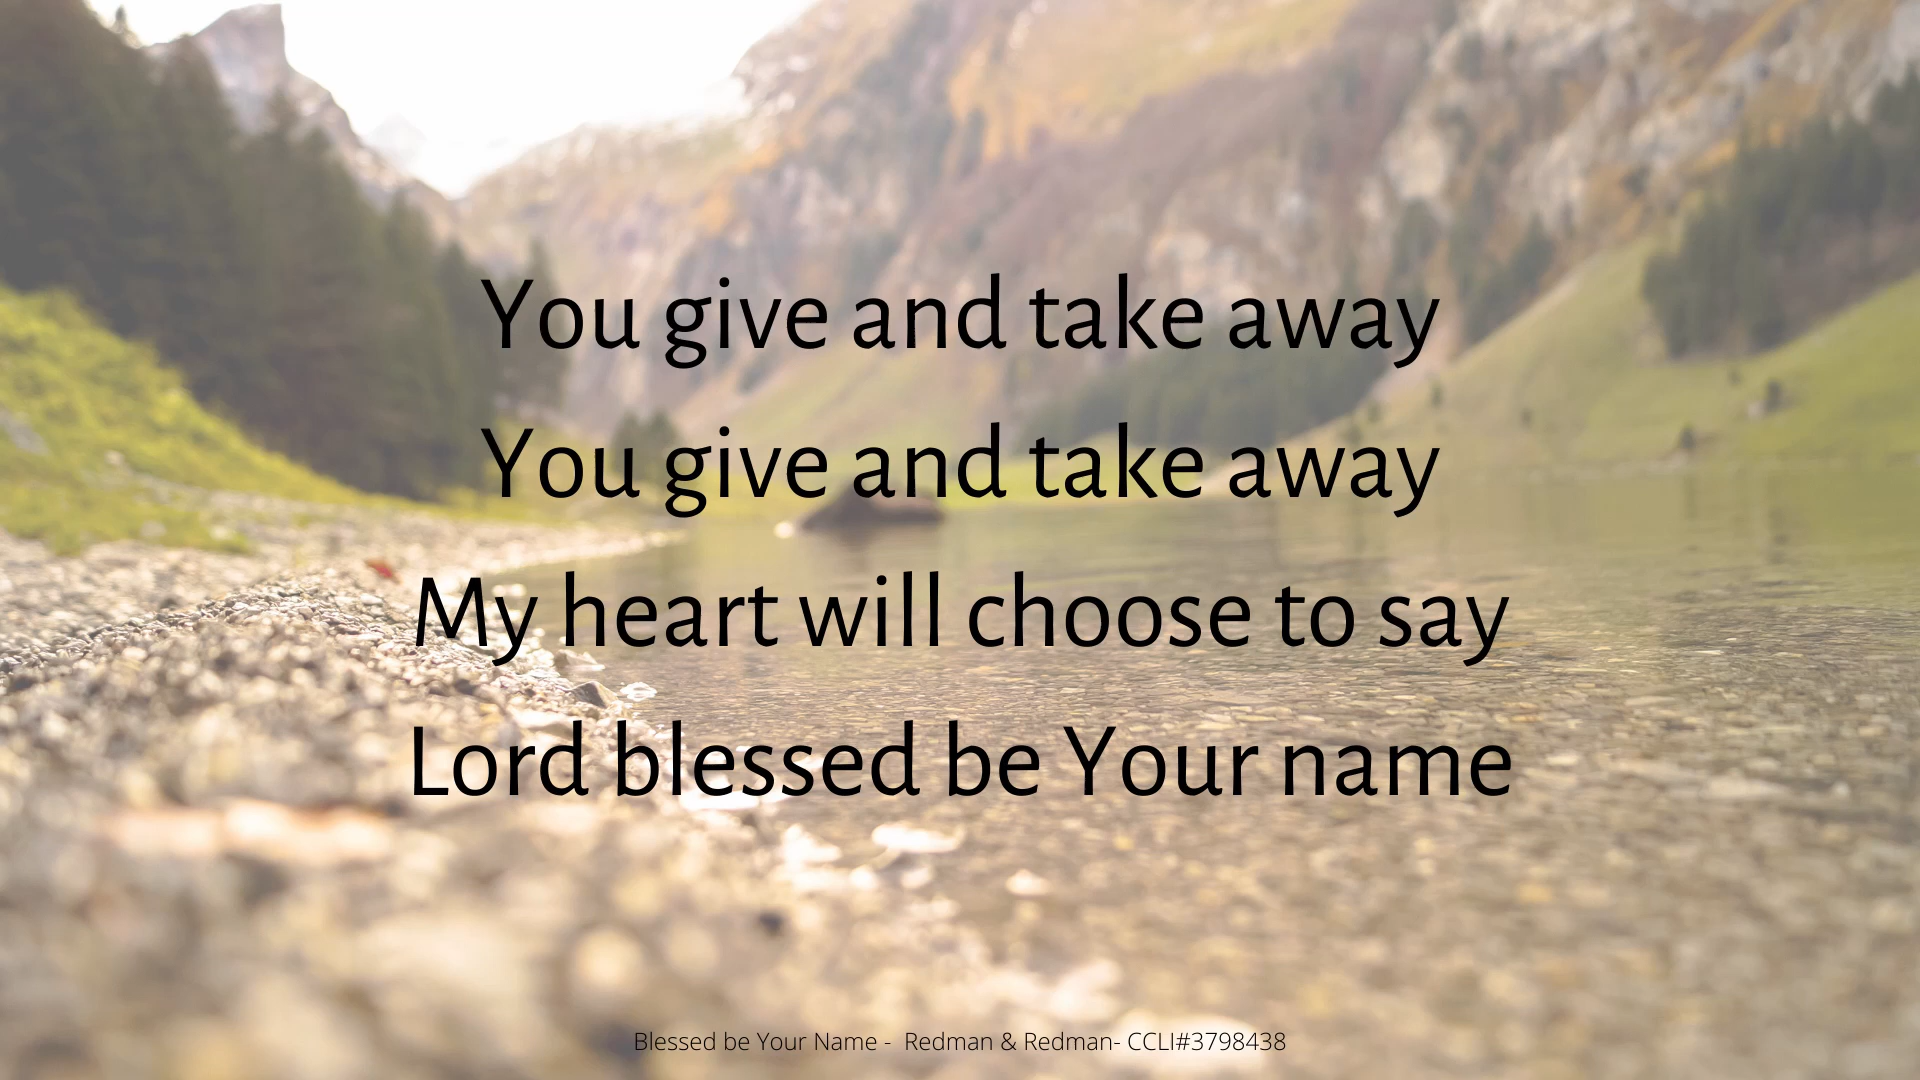 You give and take away
You give and take away
My heart will choose to say
Lord blessed be Your name
Blessed be Your Name -  Redman & Redman- CCLI#3798438